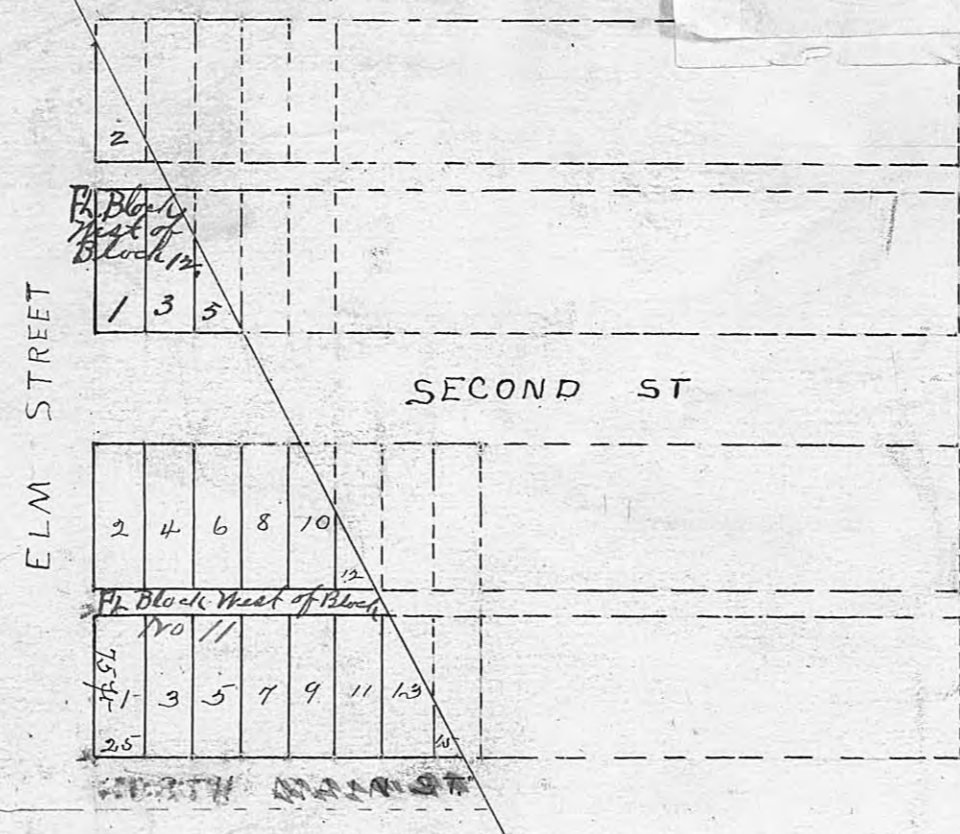 2
FL Block
West of
Block 12
1 3 5
ELM STREET
SECOND ST
2 4 6 8 10 12
FL Block West of Block
No 11
1 3 5 7 9 11 13 15
25